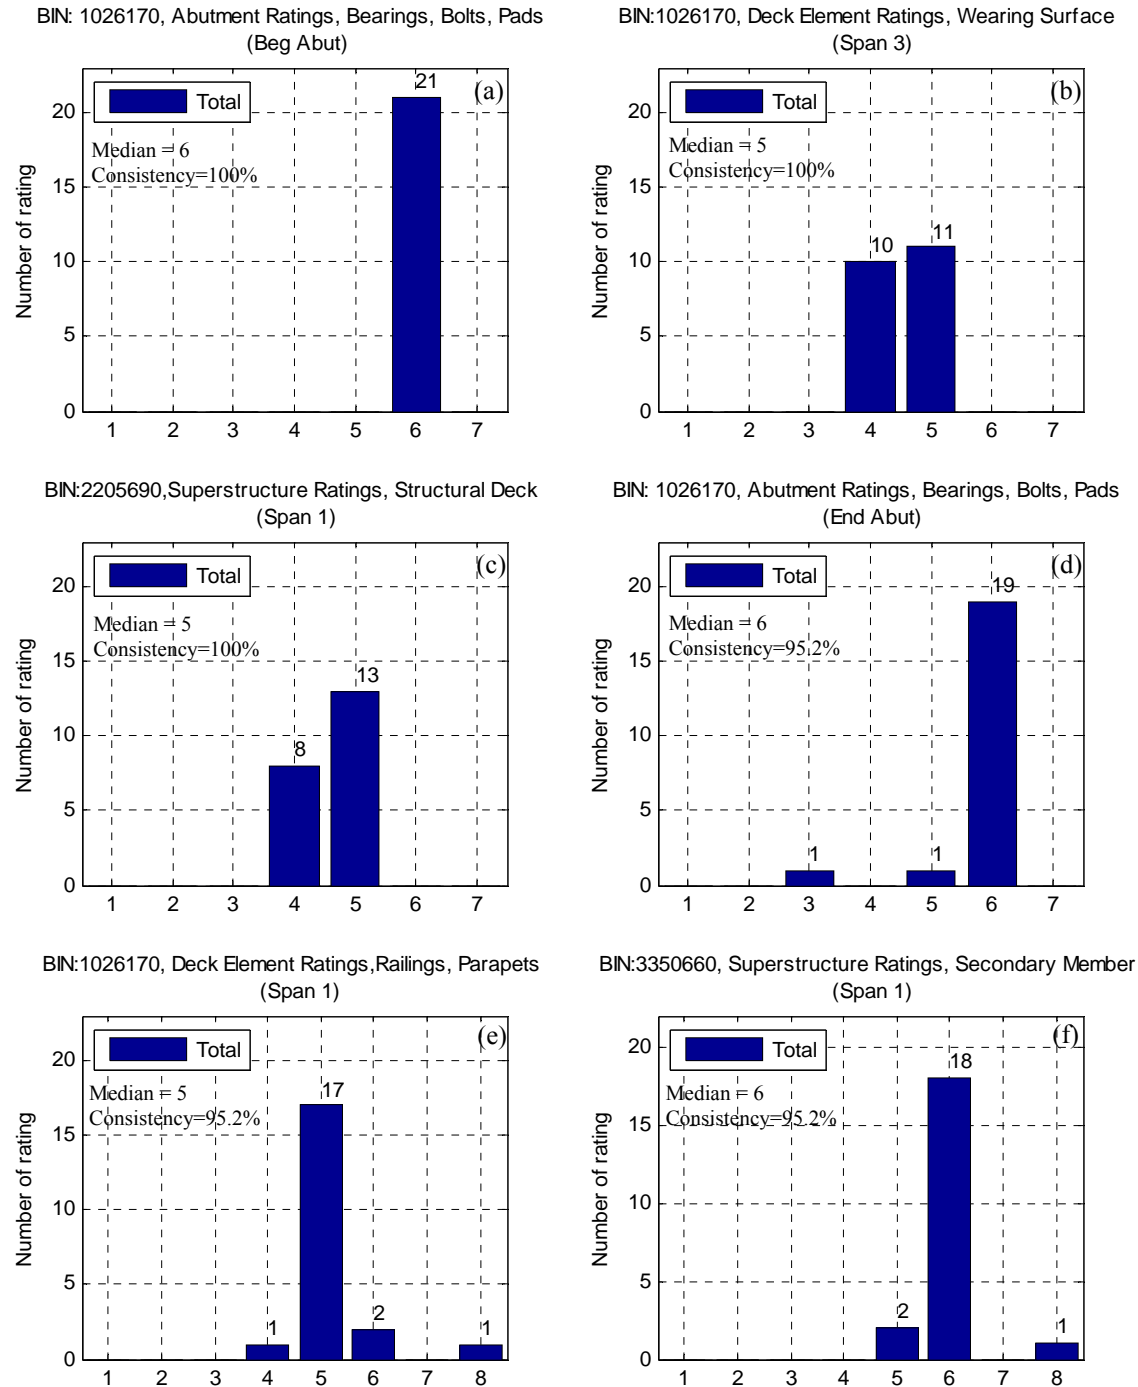 BIN: 1026170, Abutment Ratings, Bearings, Bolts, Pads
(Beg Abut)
(a)
Total
21
Median = 6
Consistency=100%
Number of rating
20
15
10
5
0
1 2 3 4 5 6 7
BIN:1026170, Deck Element Ratings, Wearing Surface
(Span 3)
(b)
Total
Median = 5
Consistency=100%
10
11
Number of rating
20
15
10
5
0
1 2 3 4 5 6 7
BIN:2205690,Superstructure Ratings, Structural Deck
(Span 1)
(c)
Total
Median = 5
Consistency=100%
8
13
Number of rating
20
15
10
5
0
1 2 3 4 5 6 7
BIN: 1026170, Abutment Ratings, Bearings, Bolts, Pads
(End Abut)
(d)
Total
Median = 6
Consistency=95.2%
1
1
19
Number of rating
20
15
10
5
0
1 2 3 4 5 6 7
BIN:1026170, Deck Element Ratings,Railings, Parapets
(Span 1)
(e)
Total
Median = 5
Consistency=95.2%
1
17
2
1
Number of rating
20
15
10
5
0
1 2 3 4 5 6 7 8
BIN:3350660, Superstructure Ratings, Secondary Member
(Span 1)
(f)
Total
Median = 6
Consistency=95.2%
2
18
1
Number of rating
20
15
10
5
0
1 2 3 4 5 6 7 8